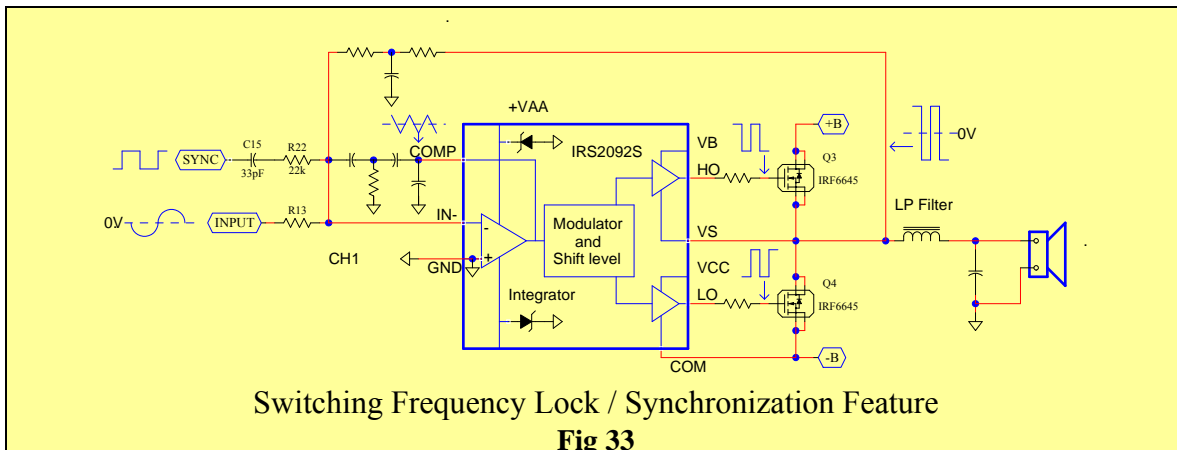 +VAA
0V
IRS2092S
VB
+B
C15
COMP
HO
Q3
SYNC
R22
IRF6645
33pF
22k
LP Filter
R13
IN-
Modulator
and
Shift level
VS
0V
INPUT
-
+
CH1
GND
VCC
Q4
LO
Integrator
IRF6645
COM
-B
Switching Frequency Lock / Synchronization Feature
Fig 33